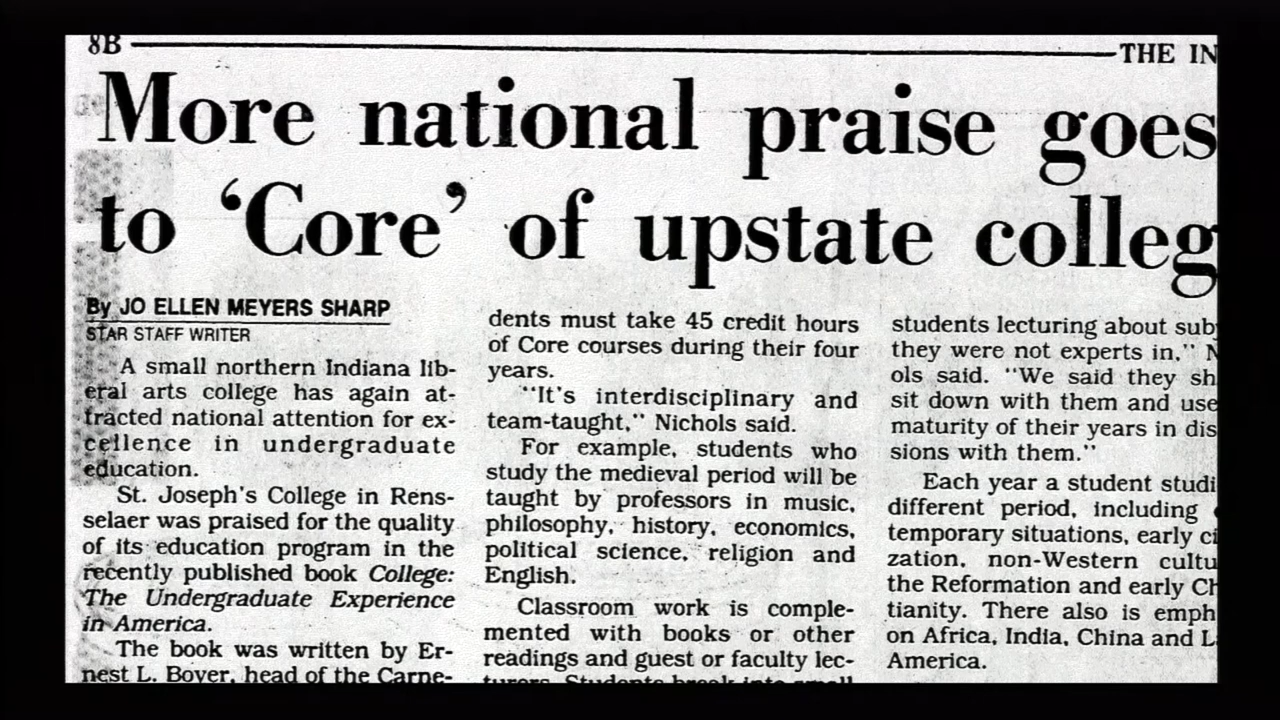 8B
THE IN
More national praise goes
to ‘Core’ of upstate colleg
By JO ELLEN MEYERS SHARP
STAR STAFF WRITER
A small northern Indiana lib-
eral arts college has again at-
tracted national attention for ex-
cellence in undergraduate
education.
St. Joseph's College in Rens-
selaer was praised for the quality
of its education program in the
recently published book College:
The Undergraduate Experience
in America.
The book was written by Er-
nest L. Boyer, head of the Carne-
dents must take 45 credit hours
of Core courses during their four
years.
"It's interdisciplinary and
team-taught," Nichols said.
For example, students who
study the medieval period will be
taught by professors in music,
philosophy, history, economics,
political science, religion and
English.
Classroom work is comple-
mented with books or other
readings and guest or faculty lec-
turers. Students break into small
students lecturing about sub
they were not experts in," N
ols said. "We said they sh
sit down with them and use
maturity of their years in dis
sions with them."
Each year a student studi
different period, including
temporary situations, early ci
zation, non-Western cultu
the Reformation and early Ch
tianity. There also is emph
on Africa, India, China and L
America.